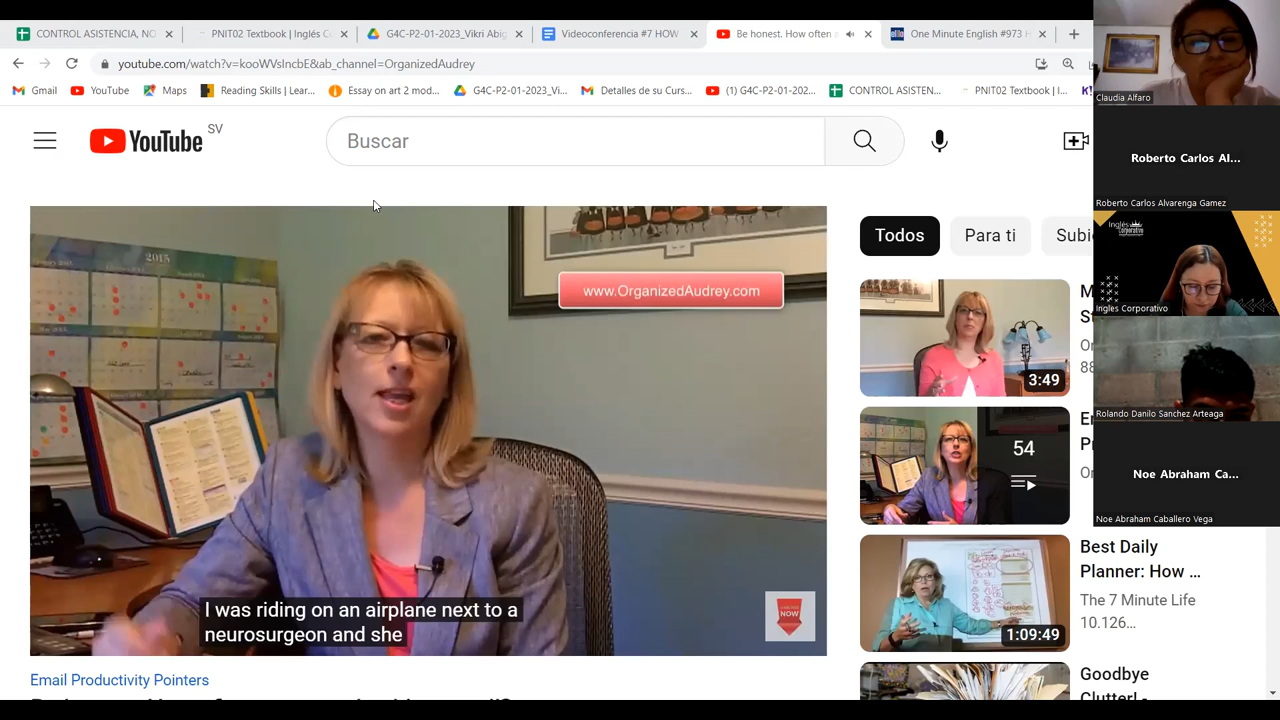 CONTROL ASISTENCIA, NO
PNIT02 Textbook | Inglés C
G4C-P2-01-2023_Vikri Abig
Videoconferencia #7 HOW
Be honest. How often a
One Minute English #973 H
youtube.com/watch?v=kooWVsIncbE&ab_channel=OrganizedAudrey
Gmail
YouTube
Maps
Reading Skills | Lear...
Essay on art 2 mod...
G4C-P2-01-2023_Vi...
Detalles de su Curs...
(1) G4C-P2-01-202...
CONTROL ASISTEN...
PNIT02 Textbook | I...
YouTube
SV
Buscar
Todos
Para ti
Subi
2015
www.OrganizedAudrey.com
NOW
I was riding on an airplane next to a
neurosurgeon and she
Email Productivity Pointers
3:49
54
Best Daily
Planner: How ...
The 7 Minute Life
10.126...
1:09:49
Goodbye
Claudia Alfaro
Roberto Carlos Al...
Roberto Carlos Alvarenga Gamez
Inglés
Corporativo
Ingles Corporativo
Rolando Danilo Sanchez Arteaga
Noe Abraham Ca...
Noe Abraham Caballero Vega